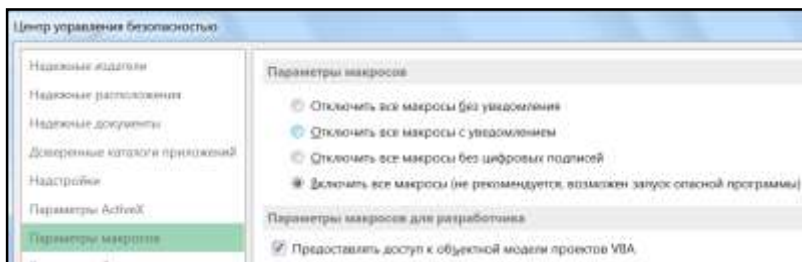 Центр управления безопасностью
Надежные издатели
Надежные расположения
Надежные документы
Доверенные каталоги приложений
Надстройки
Параметры ActiveX
Параметры макросов
Параметры макросов
Отключить все макросы без уведомления
Отключить все макросы с уведомлением
Отключить все макросы без цифровых подписей
Включить все макросы (не рекомендуется, возможен запуск опасной программы)
Параметры макросов для разработчика
Предоставлять доступ к объектной модели проектов VBA